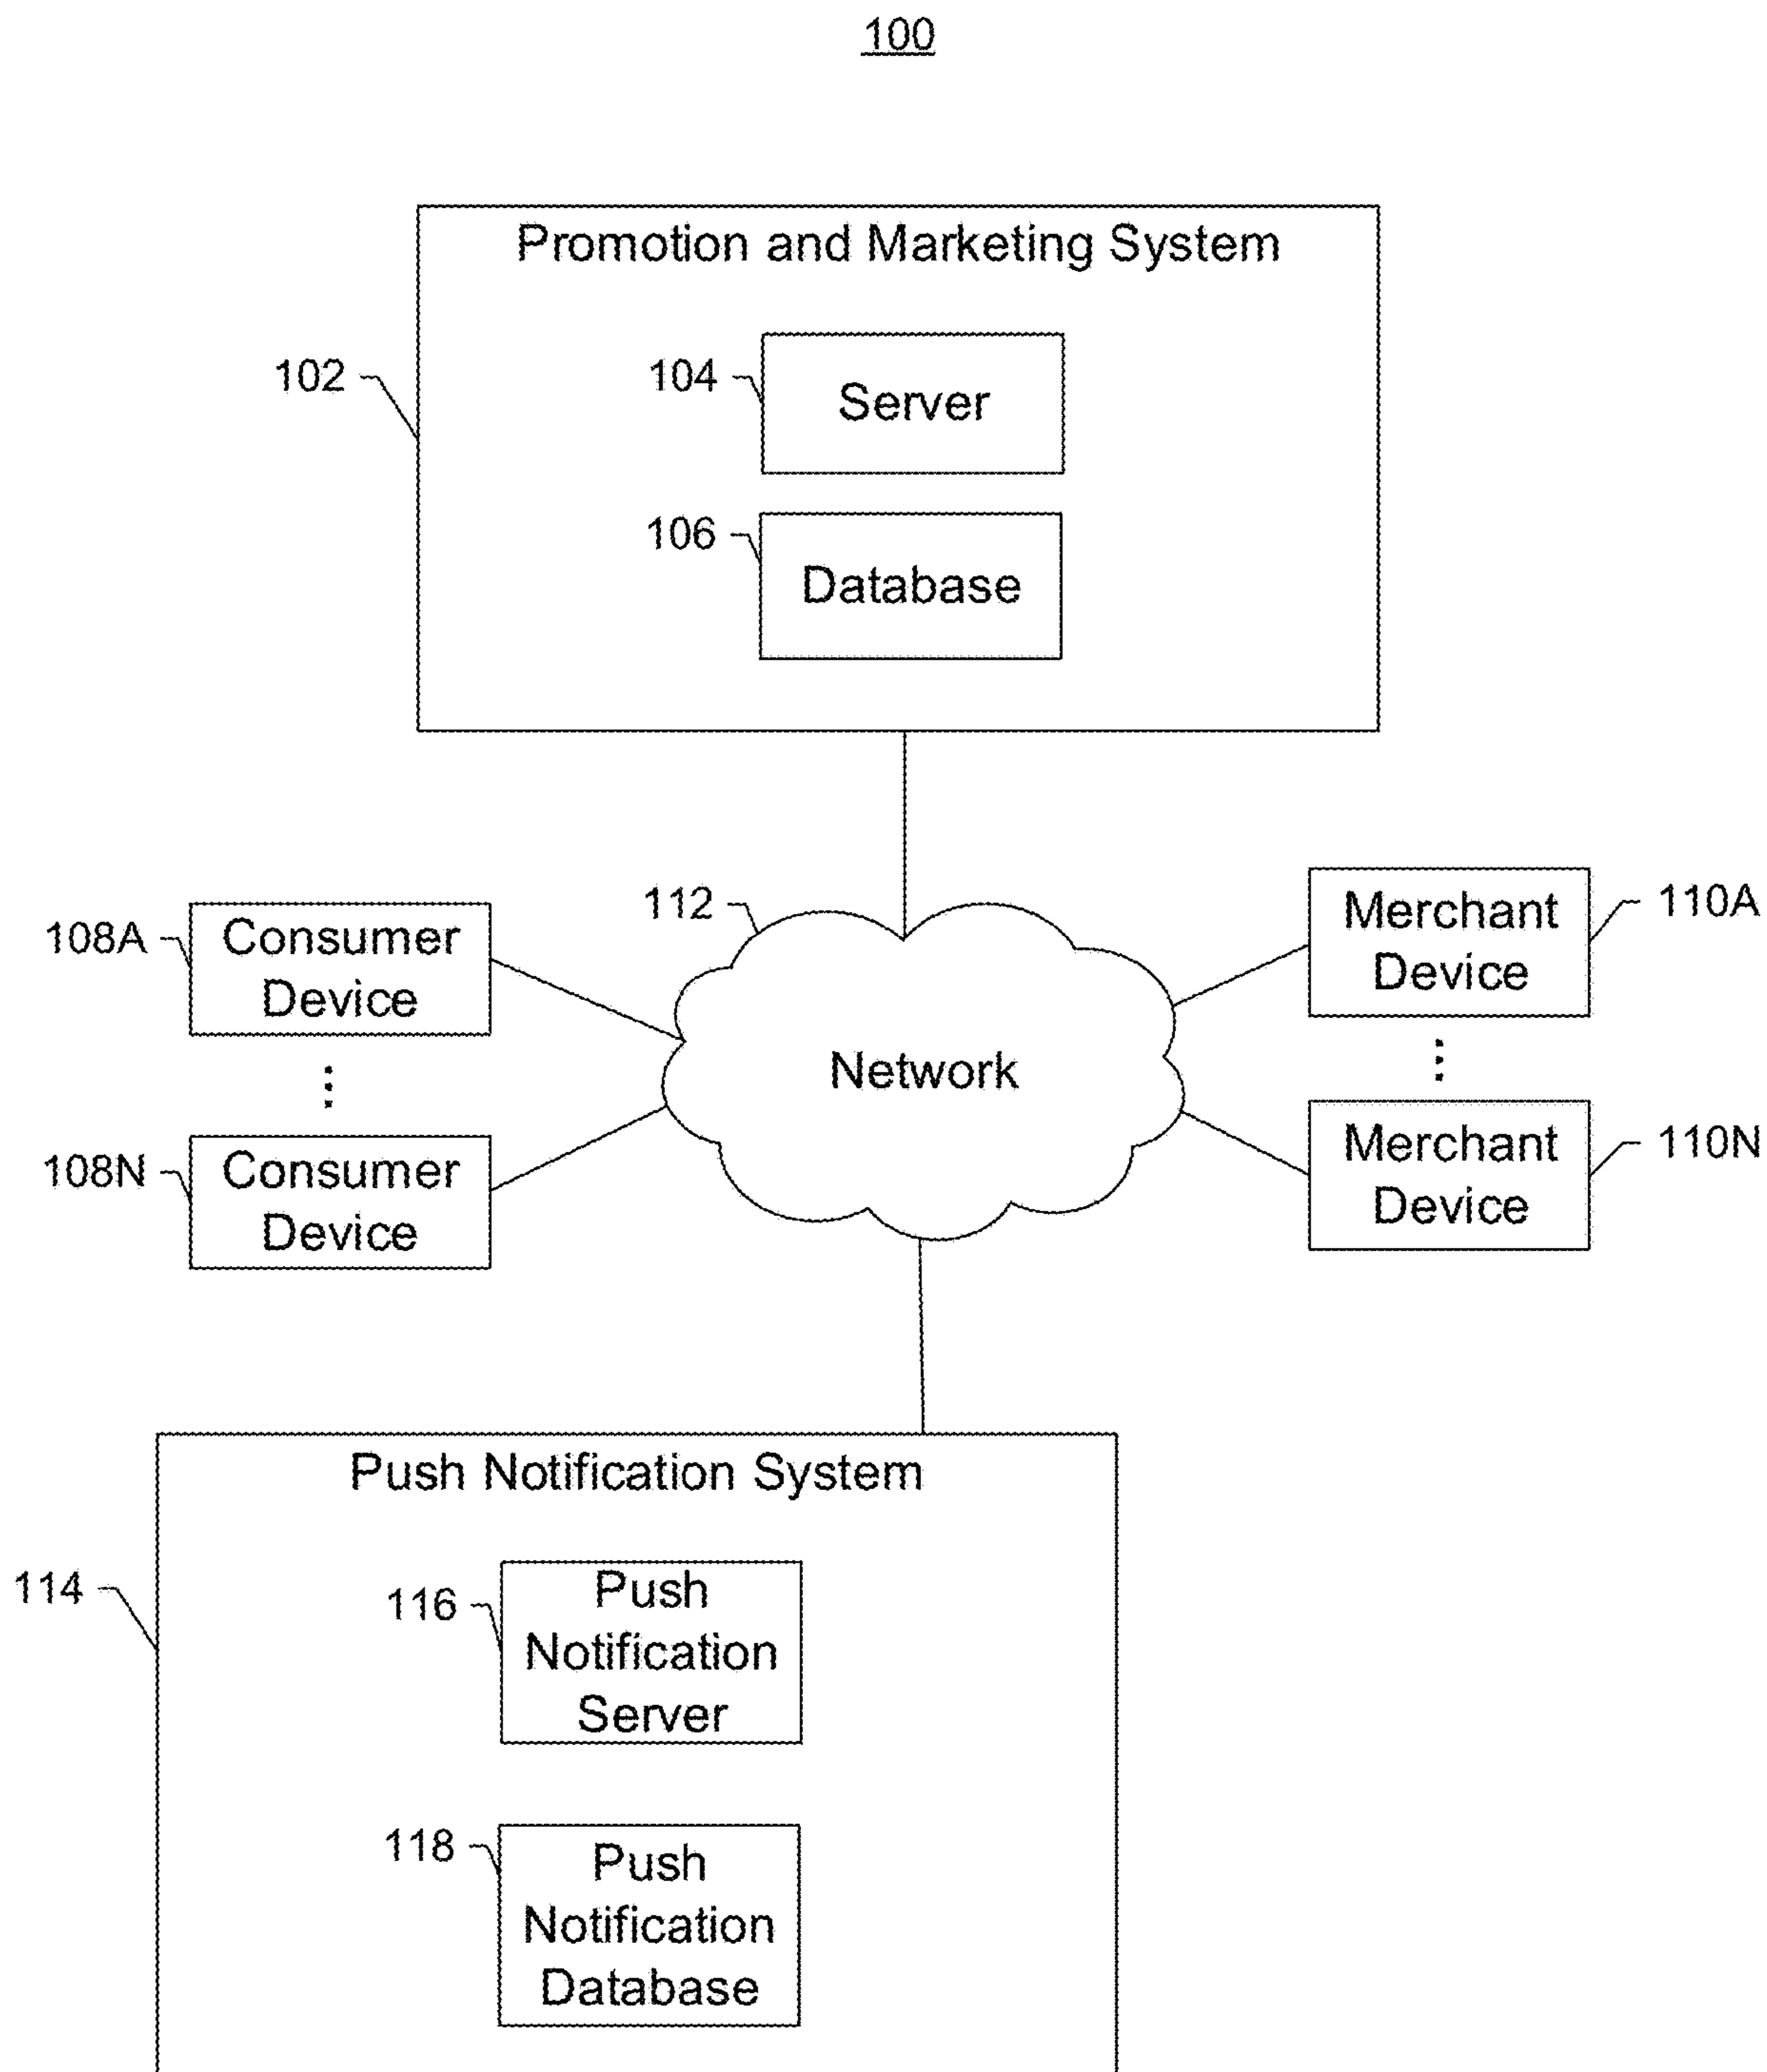 100
Promotion and Marketing System
102
104
Server
106
Database
112
108A
Consumer
Device
Merchant
Device
110A
Network
108N
Consumer
Device
Merchant
Device
110N
Push Notification System
114
116
Push
Notification
Server
118
Push
Notification
Database